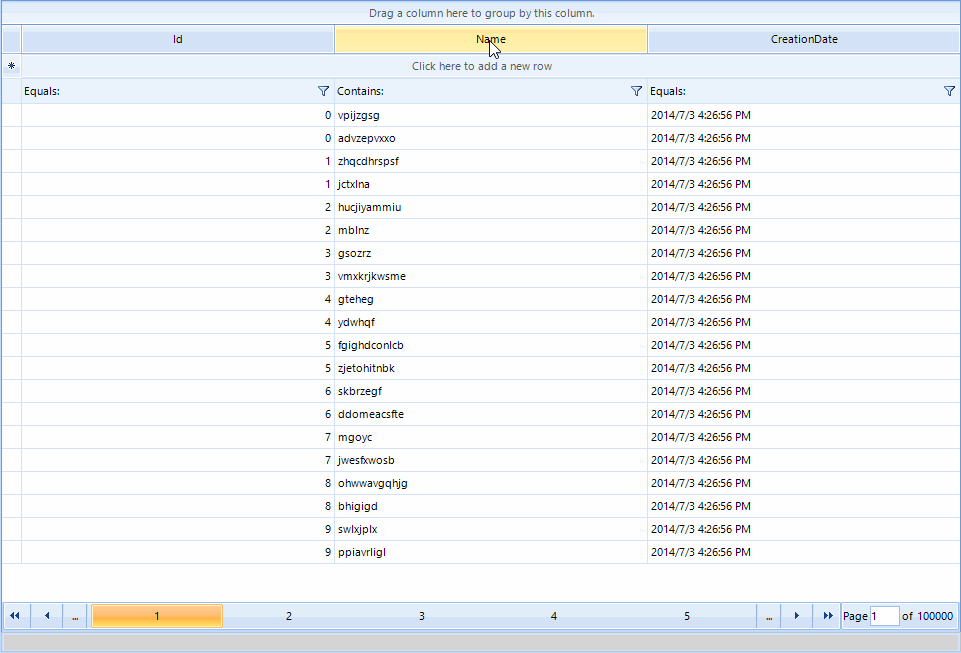 Drag a column here to group by this column.
Id Name CreationDate
* Click here to add a new row
Equals: Contains: Equals:
0 vpijzgsg 2014/7/3 4:26:56 PM
0 advzepvxxo 2014/7/3 4:26:56 PM
1 zhqcdhrspsf 2014/7/3 4:26:56 PM
1 jctxlna 2014/7/3 4:26:56 PM
2 hucjiyammiu 2014/7/3 4:26:56 PM
2 mblnz 2014/7/3 4:26:56 PM
3 gsozrz 2014/7/3 4:26:56 PM
3 vmxkrjkwsme 2014/7/3 4:26:56 PM
4 gteheg 2014/7/3 4:26:56 PM
4 ydwhqf 2014/7/3 4:26:56 PM
5 fgighdconlcb 2014/7/3 4:26:56 PM
5 zjetohitnbk 2014/7/3 4:26:56 PM
6 skbrzegf 2014/7/3 4:26:56 PM
6 ddomeacsfte 2014/7/3 4:26:56 PM
7 mgoyc 2014/7/3 4:26:56 PM
7 jwesfxwosb 2014/7/3 4:26:56 PM
8 ohwwavgqhjg 2014/7/3 4:26:56 PM
8 bhigigd 2014/7/3 4:26:56 PM
9 swlxjplx 2014/7/3 4:26:56 PM
9 ppiavrligl 2014/7/3 4:26:56 PM
... 1 2 3 4 5 ... Page 1 of 100000